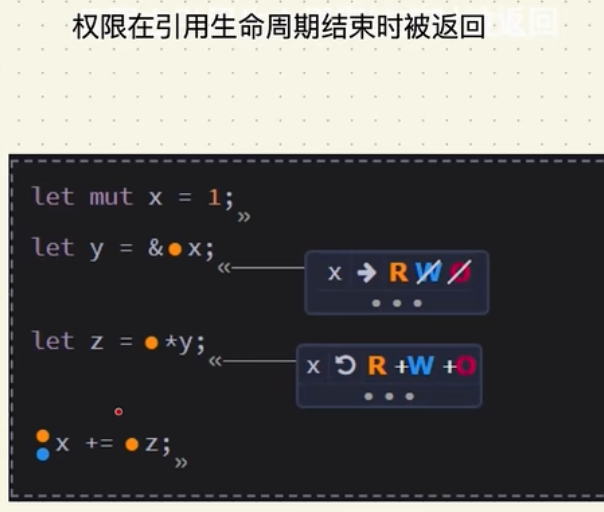 权限在引用生命周期结束时被返回
let mut x = 1;
»
let y = &x;
«
x → R W O
let z = *y;
«
x R +W +O
x += z;
»